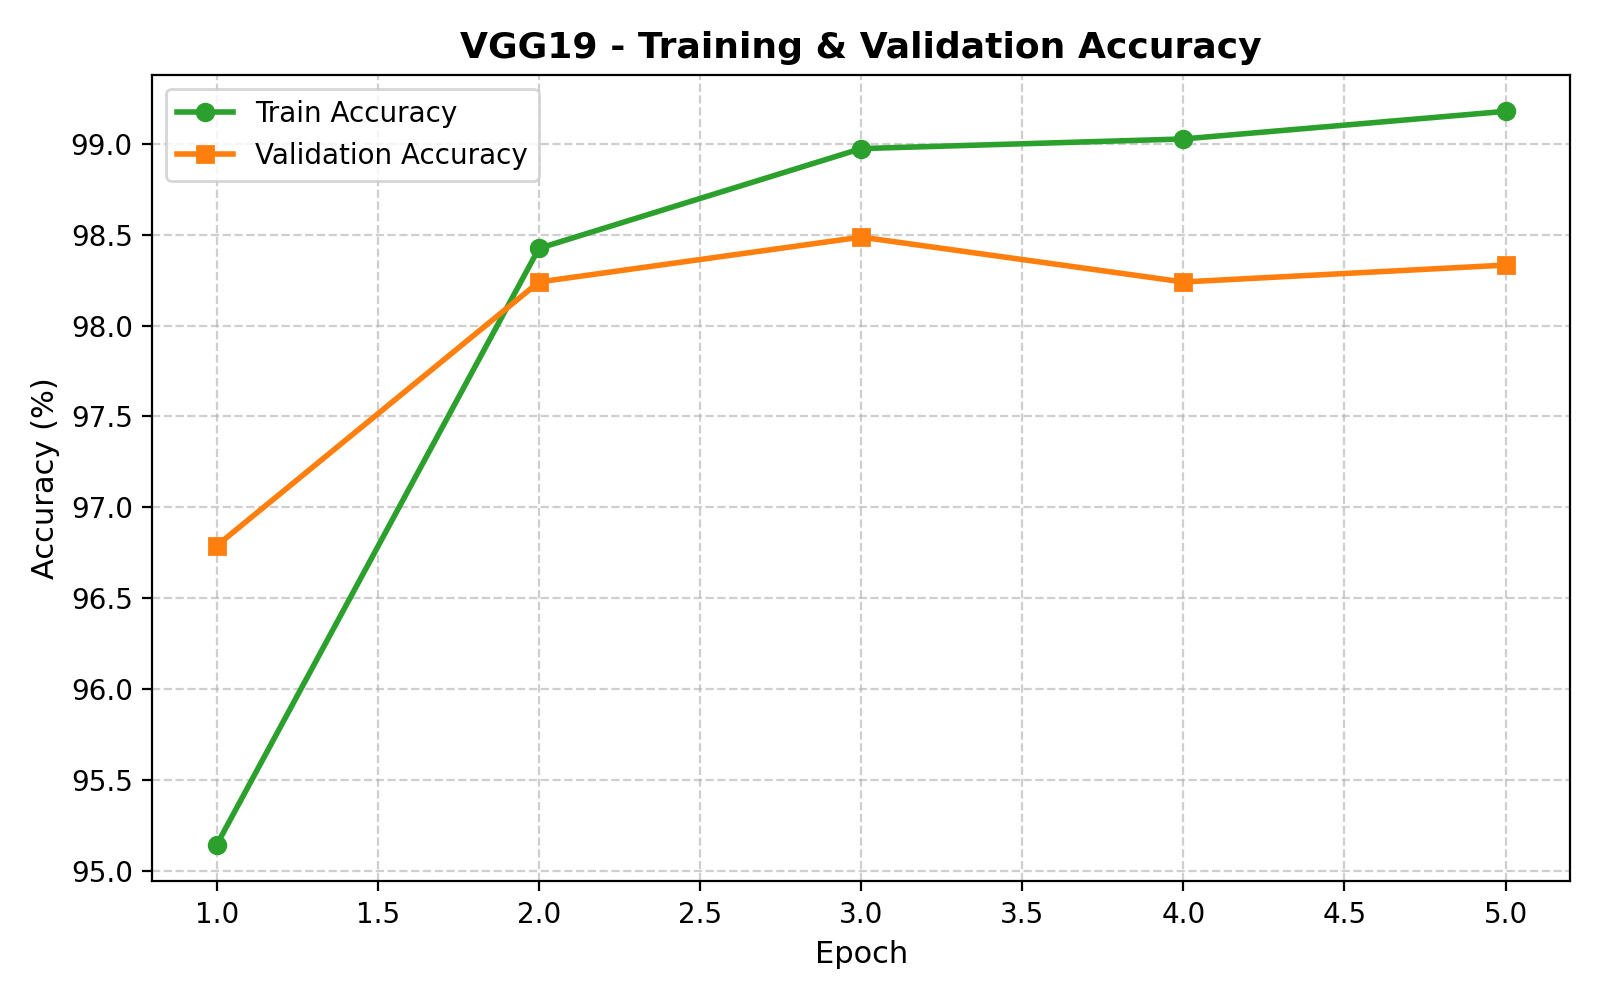 VGG19 - Training & Validation Accuracy
Train Accuracy
Validation Accuracy
Accuracy (%)
99.0
98.5
98.0
97.5
97.0
96.5
96.0
95.5
95.0
1.0 1.5 2.0 2.5 3.0 3.5 4.0 4.5 5.0
Epoch